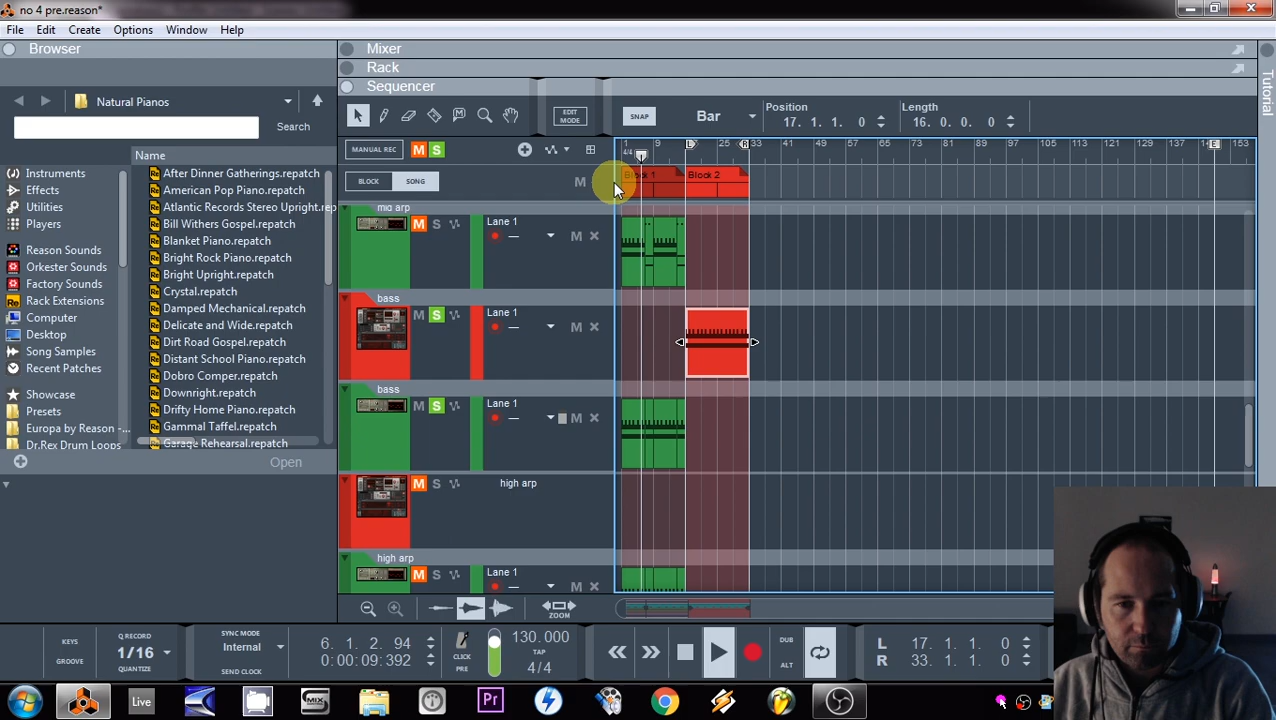 no 4 pre.reason*
File Edit Create Options Window Help
Browser
Natural Pianos
Search
Name
Instruments
Effects
Utilities
Players
Reason Sounds
Orkester Sounds
Factory Sounds
Rack Extensions
Computer
Desktop
Song Samples
Recent Patches
Showcase
Presets
Europa by Reason -...
Dr.Rex Drum Loops
After Dinner Gatherings.repatch
American Pop Piano.repatch
Atlantic Records Stereo Upright.rep
Bill Withers Gospel.repatch
Blanket Piano.repatch
Bright Rock Piano.repatch
Bright Upright.repatch
Crystal.repatch
Damped Mechanical.repatch
Delicate and Wide.repatch
Dirt Road Gospel.repatch
Distant School Piano.repatch
Dobro Comper.repatch
Downright.repatch
Drifty Home Piano.repatch
Gammal Taffel.repatch
Garage Rehearsal.repatch
Open
Mixer
Rack
Sequencer
Tutorial
EDIT MODE
SNAP
Bar
Position
17. 1. 1. 0
Length
16. 0. 0. 0
MANUAL REC M S
BLOCK SONG M
1 9 25 33 41 49 57 65 73 81 89 97 105 113 121 129 137 153
4/4 L R E
Block 1 Block 2
mid arp
M S Lane 1 M
bass
M S Lane 1 M
bass
M S Lane 1 M
M S high arp
high arp
M S Lane 1 M
ZOOM
KEYS
GROOVE
Q RECORD
1/16
QUANTIZE
SYNC MODE
Internal
SEND CLOCK
6. 1. 2. 94
0:00:09:392
CLICK
PRE
130.000
TAP
4/4
DUB
ALT
L 17. 1. 1. 0
R 33. 1. 1. 0
Live
MIX
Pr